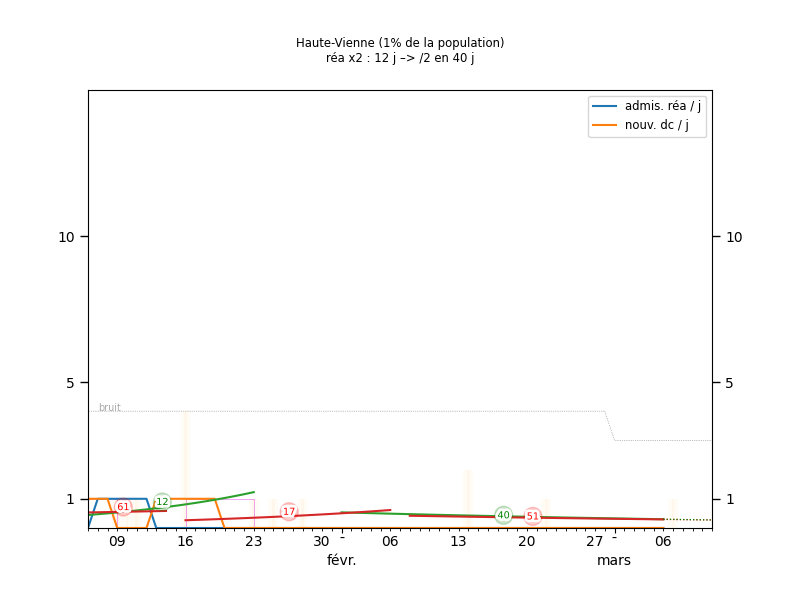 Haute-Vienne (1% de la population)
réa x2 : 12 j –> /2 en 40 j
admis. réa / j
nouv. dc / j
10 10
5 5
bruit
1 1
61 12 17 40 51
09 16 23 30 - 06 13 20 27 - 06
févr. mars